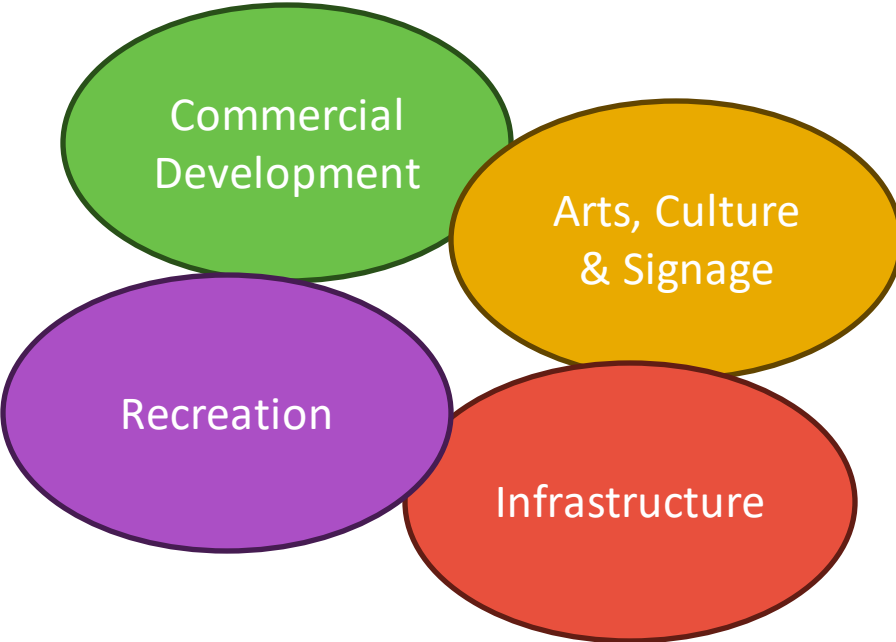 Commercial
Development
Arts, Culture
& Signage
Recreation
Infrastructure